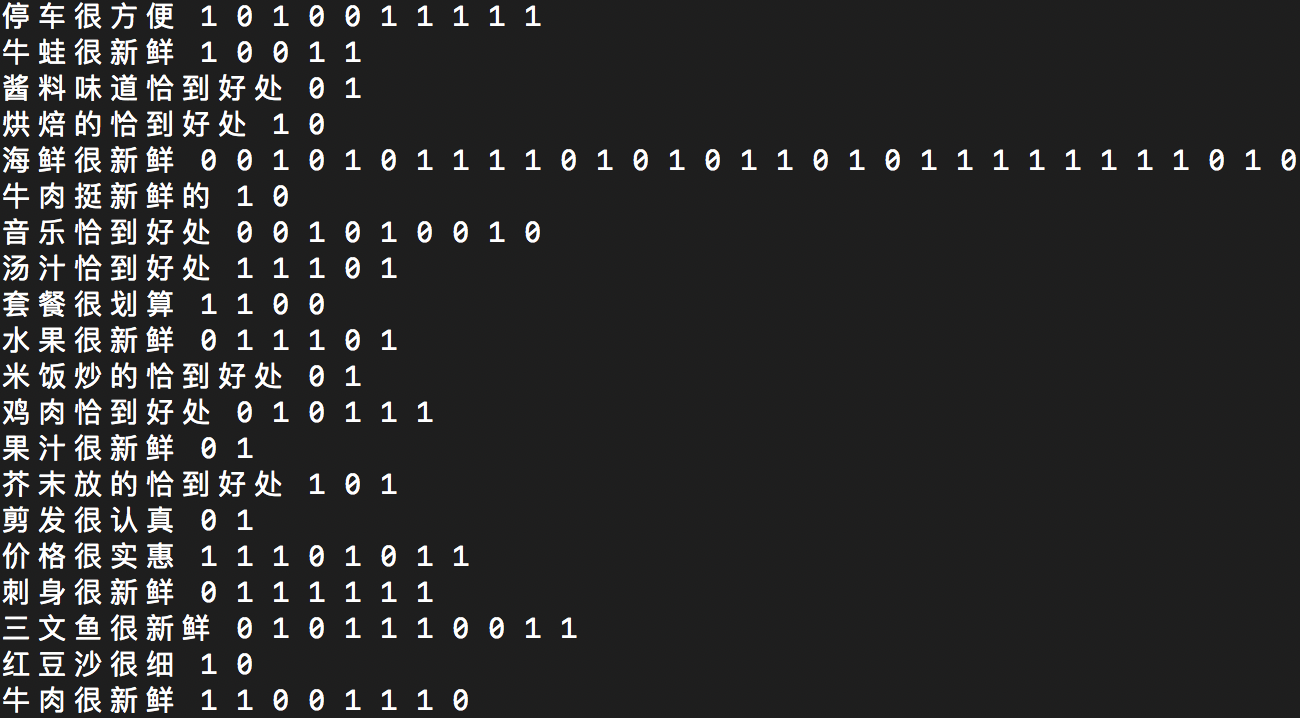 停车很方便 1 0 1 0 0 1 1 1 1 1
牛蛙很新鲜 1 0 0 1 1
酱料味道恰到好处 0 1
烘焙的恰到好处 1 0
海鲜很新鲜 0 0 1 0 1 0 1 1 1 1 0 1 0 1 0 1 1 0 1 0 1 1 1 1 1 1 1 1 0 1 0
牛肉挺新鲜的 1 0
音乐恰到好处 0 0 1 0 1 0 0 1 0
汤汁恰到好处 1 1 1 0 1
套餐很划算 1 1 0 0
水果很新鲜 0 1 1 1 0 1
米饭炒的恰到好处 0 1
鸡肉恰到好处 0 1 0 1 1 1
果汁很新鲜 0 1
芥末放的恰到好处 1 0 1
剪发很认真 0 1
价格很实惠 1 1 1 0 1 0 1 1
刺身很新鲜 0 1 1 1 1 1 1
三文鱼很新鲜 0 1 0 1 1 1 0 0 1 1
红豆沙很细 1 0
牛肉很新鲜 1 1 0 0 1 1 1 0